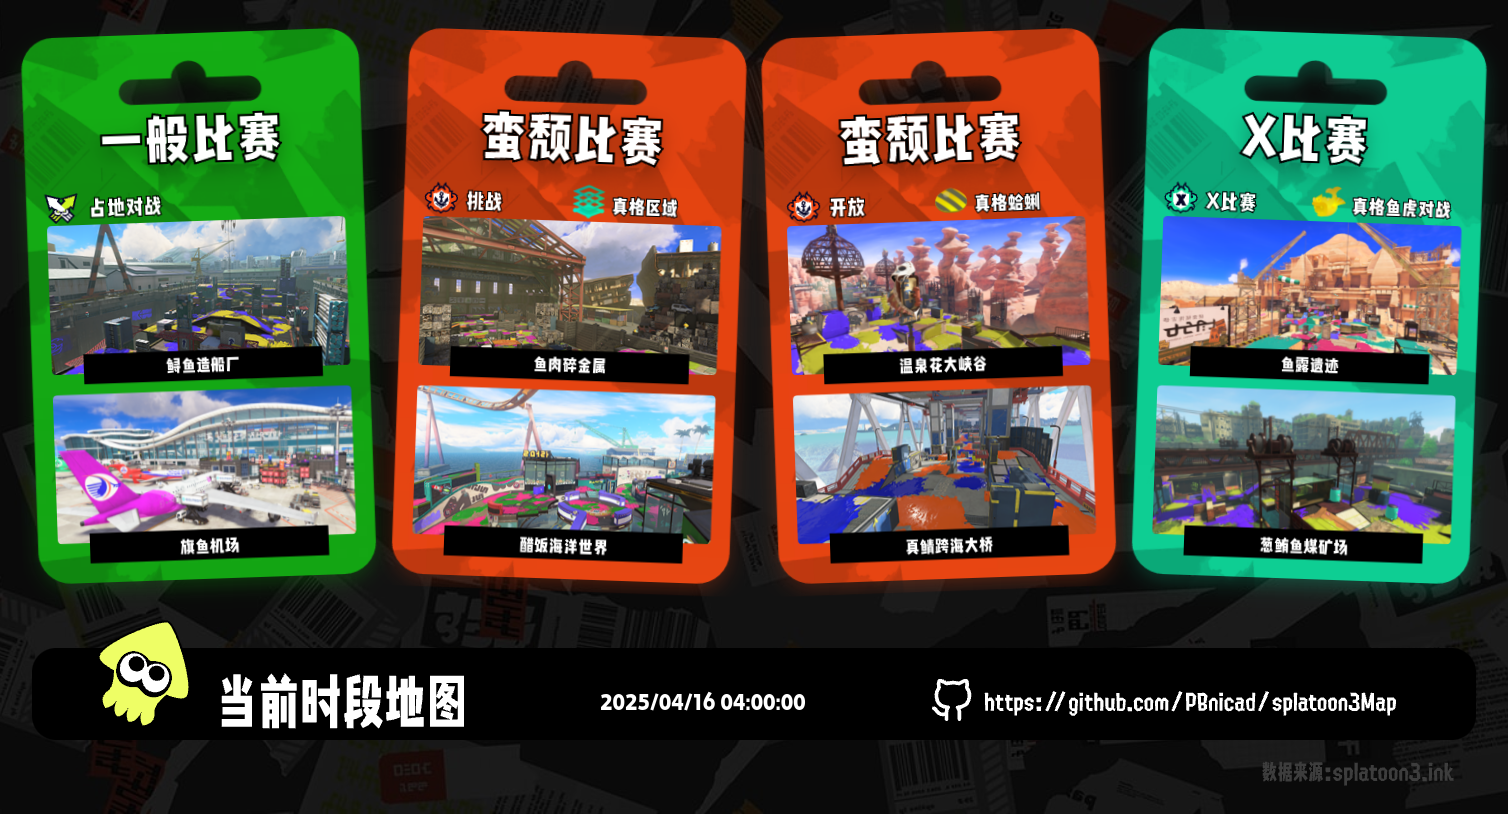 一般比赛
占地对战
鲟鱼造船厂
旗鱼机场
蛮颓比赛
挑战
真格区域
鱼肉碎金属
醋饭海洋世界
蛮颓比赛
开放
真格蛤蜊
温泉花大峡谷
真鲭跨海大桥
X比赛
X比赛
真格鱼虎对战
鱼露遗迹
葱鲔鱼煤矿场
当前时段地图
2025/04/16 04:00:00
https://github.com/PBnicad/splatoon3Map
数据来源:splatoon3.ink